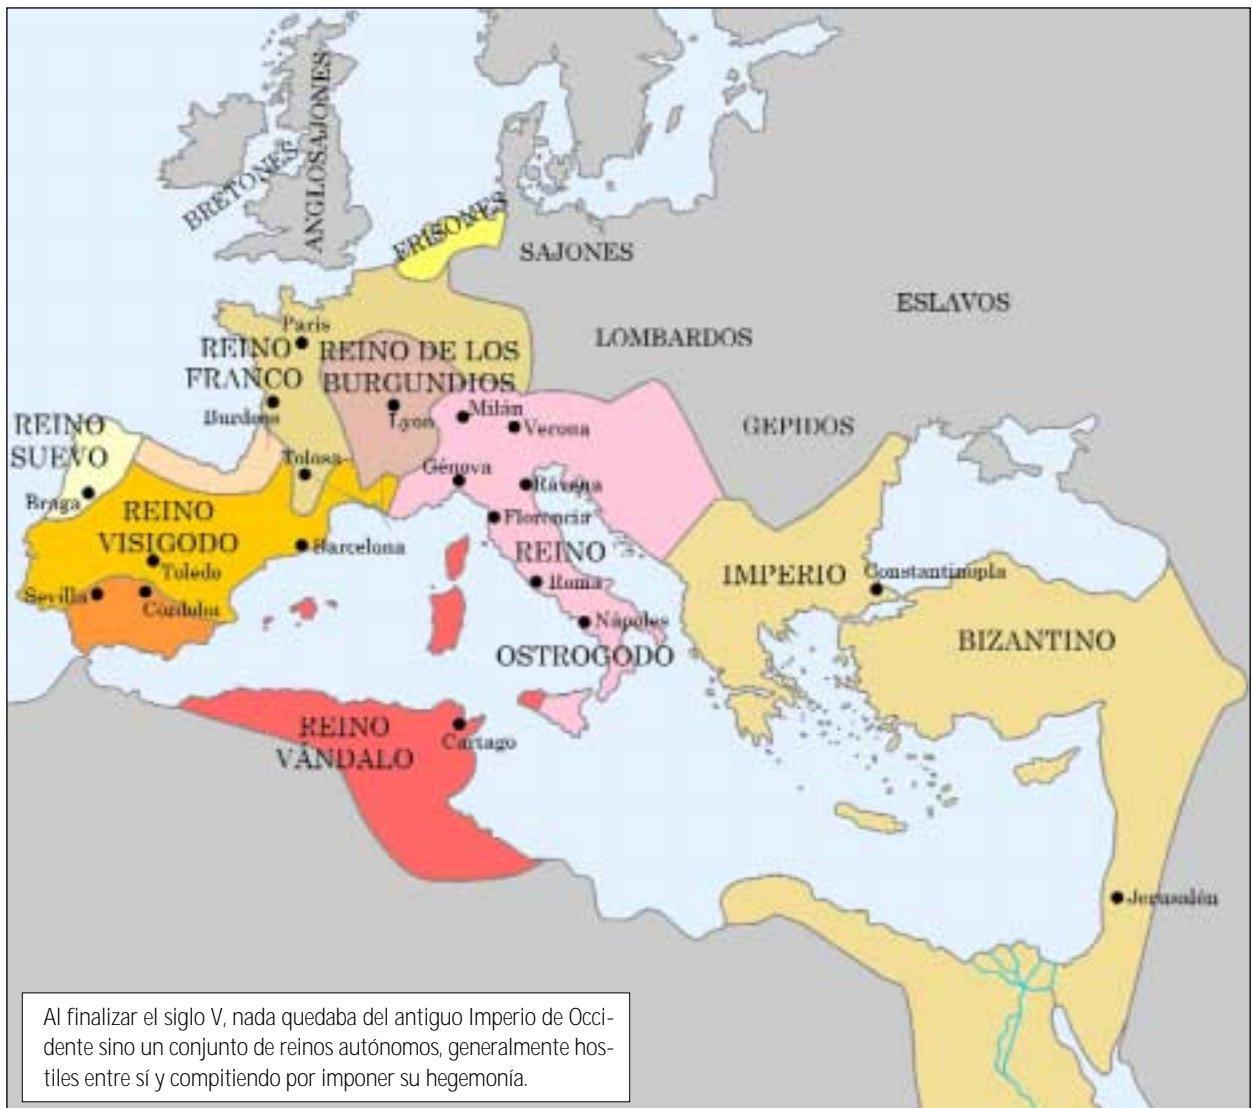 BRETONES
ANGLOSAJONES
FRISONES
SAJONES
ESLAVOS
LOMBARDOS
GEPIDOS
París
REINO
FRANCO
Burdeos
REINO DE LOS
BURGUNDIOS
Lyon
Milán
Verona
REINO
SUEVO
Braga
Tolosa
Génova
Rávena
Florencia
REINO
VISIGODO
Barcelona
Toledo
Sevilla
Córduba
REINO
Roma
Nápoles
OSTROGODO
IMPERIO
Constantinopla
BIZANTINO
REINO
VÁNDALO
Cartago
Jerusalén
Al finalizar el siglo V, nada quedaba del antiguo Imperio de Occi-
dente sino un conjunto de reinos autónomos, generalmente hos-
tiles entre sí y compitiendo por imponer su hegemonía.